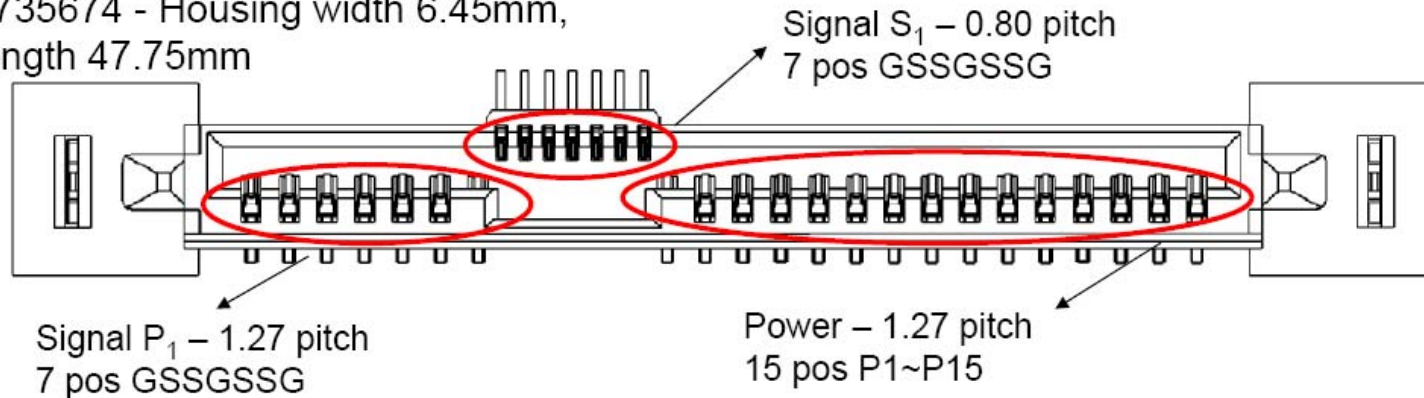 735674 - Housing width 6.45mm,
ngth 47.75mm
Signal S₁ – 0.80 pitch
7 pos GSSGSSG
Signal P₁ – 1.27 pitch
7 pos GSSGSSG
Power – 1.27 pitch
15 pos P1~P15